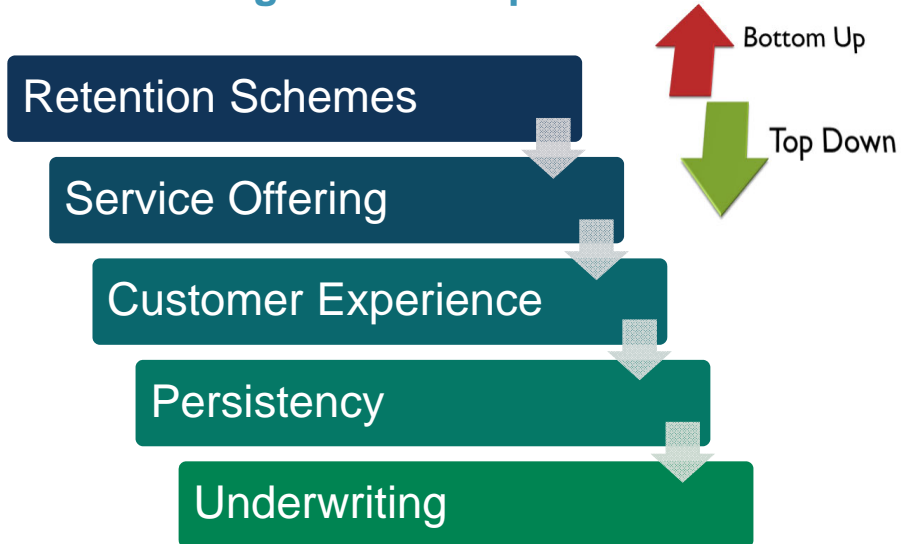 Retention Schemes
Service Offering
Customer Experience
Persistency
Underwriting
Bottom Up
Top Down